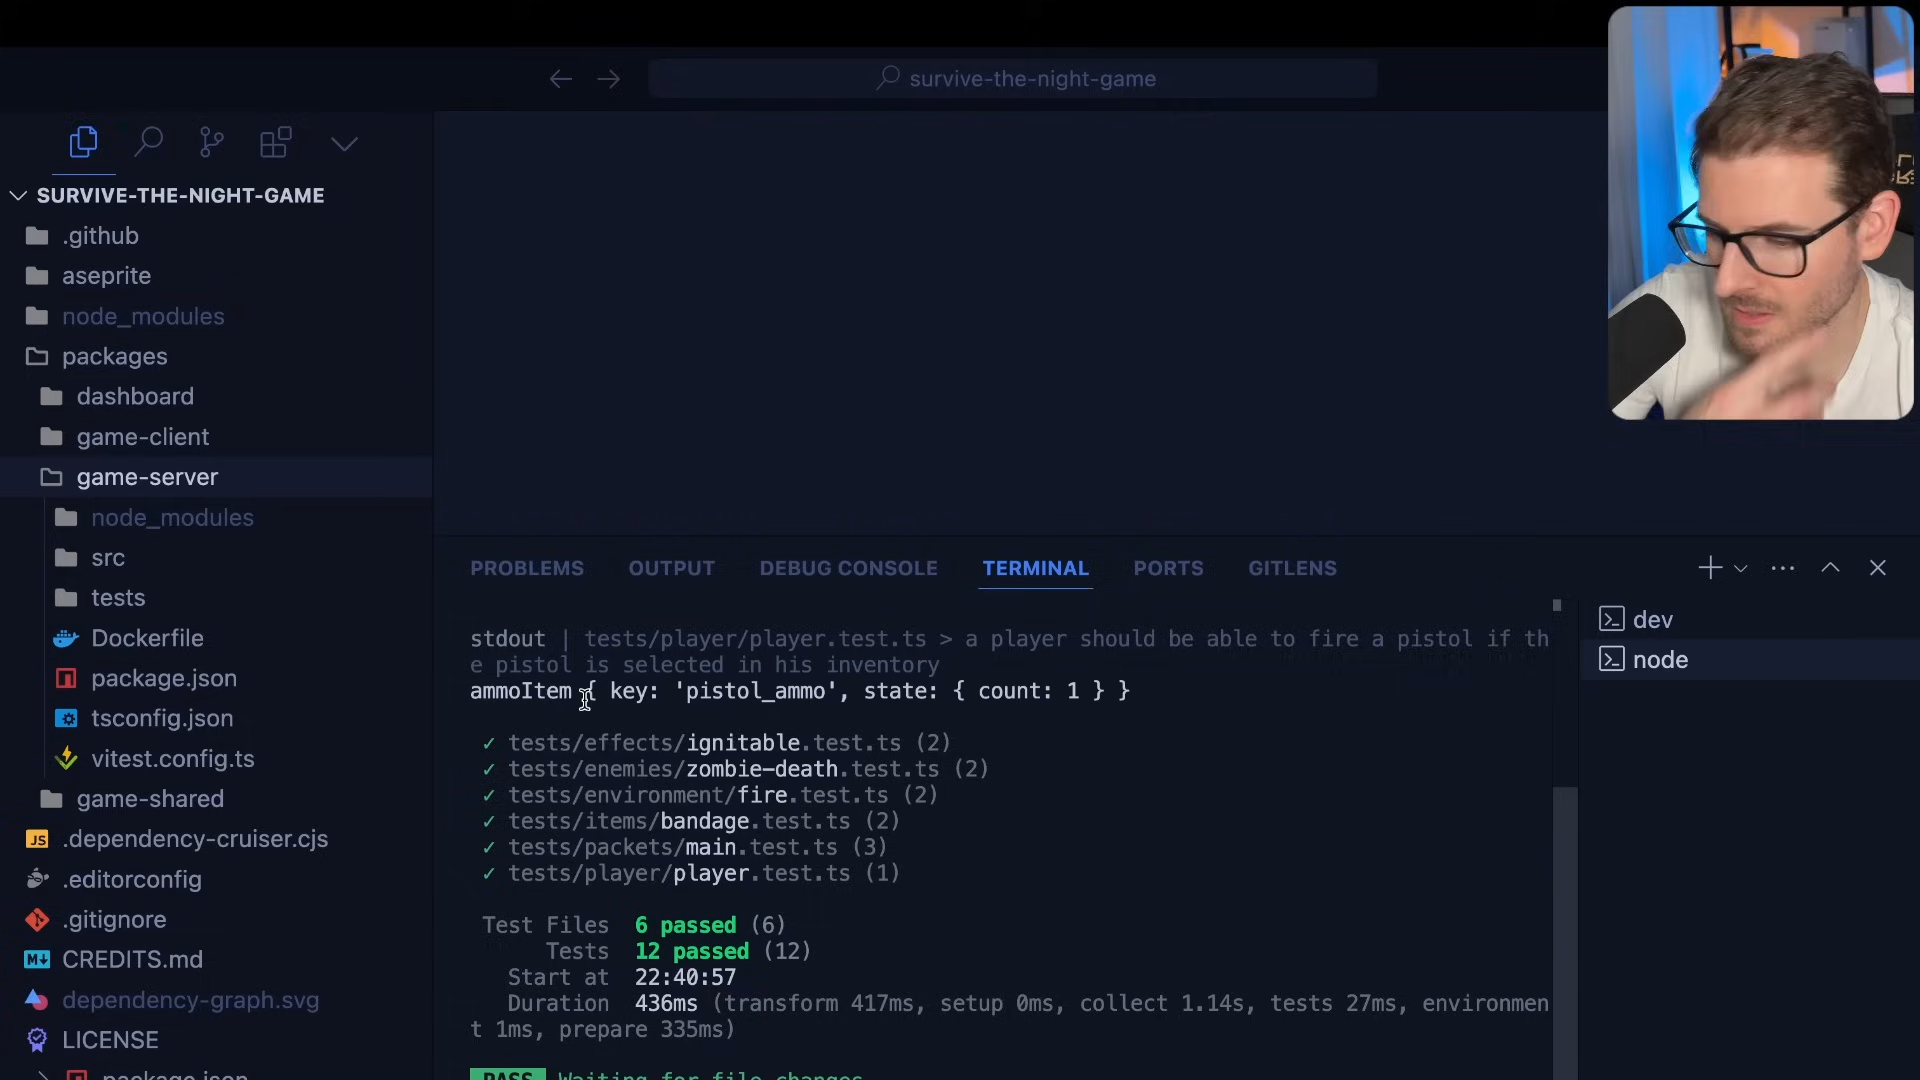 survive-the-night-game
SURVIVE-THE-NIGHT-GAME
.github
aseprite
node_modules
packages
dashboard
game-client
game-server
node_modules
src
tests
Dockerfile
package.json
tsconfig.json
vitest.config.ts
game-shared
.dependency-cruiser.cjs
.editorconfig
.gitignore
CREDITS.md
dependency-graph.svg
LICENSE
package.json
PROBLEMS OUTPUT DEBUG CONSOLE TERMINAL PORTS GITLENS
stdout | tests/player/player.test.ts > a player should be able to fire a pistol if th
e pistol is selected in his inventory
ammoItem { key: 'pistol_ammo', state: { count: 1 } }
✓ tests/effects/ignitable.test.ts (2)
✓ tests/enemies/zombie-death.test.ts (2)
✓ tests/environment/fire.test.ts (2)
✓ tests/items/bandage.test.ts (2)
✓ tests/packets/main.test.ts (3)
✓ tests/player/player.test.ts (1)
Test Files 6 passed (6)
Tests 12 passed (12)
Start at 22:40:57
Duration 436ms (transform 417ms, setup 0ms, collect 1.14s, tests 27ms, environmen
t 1ms, prepare 335ms)
PASS Waiting for file changes
dev
node